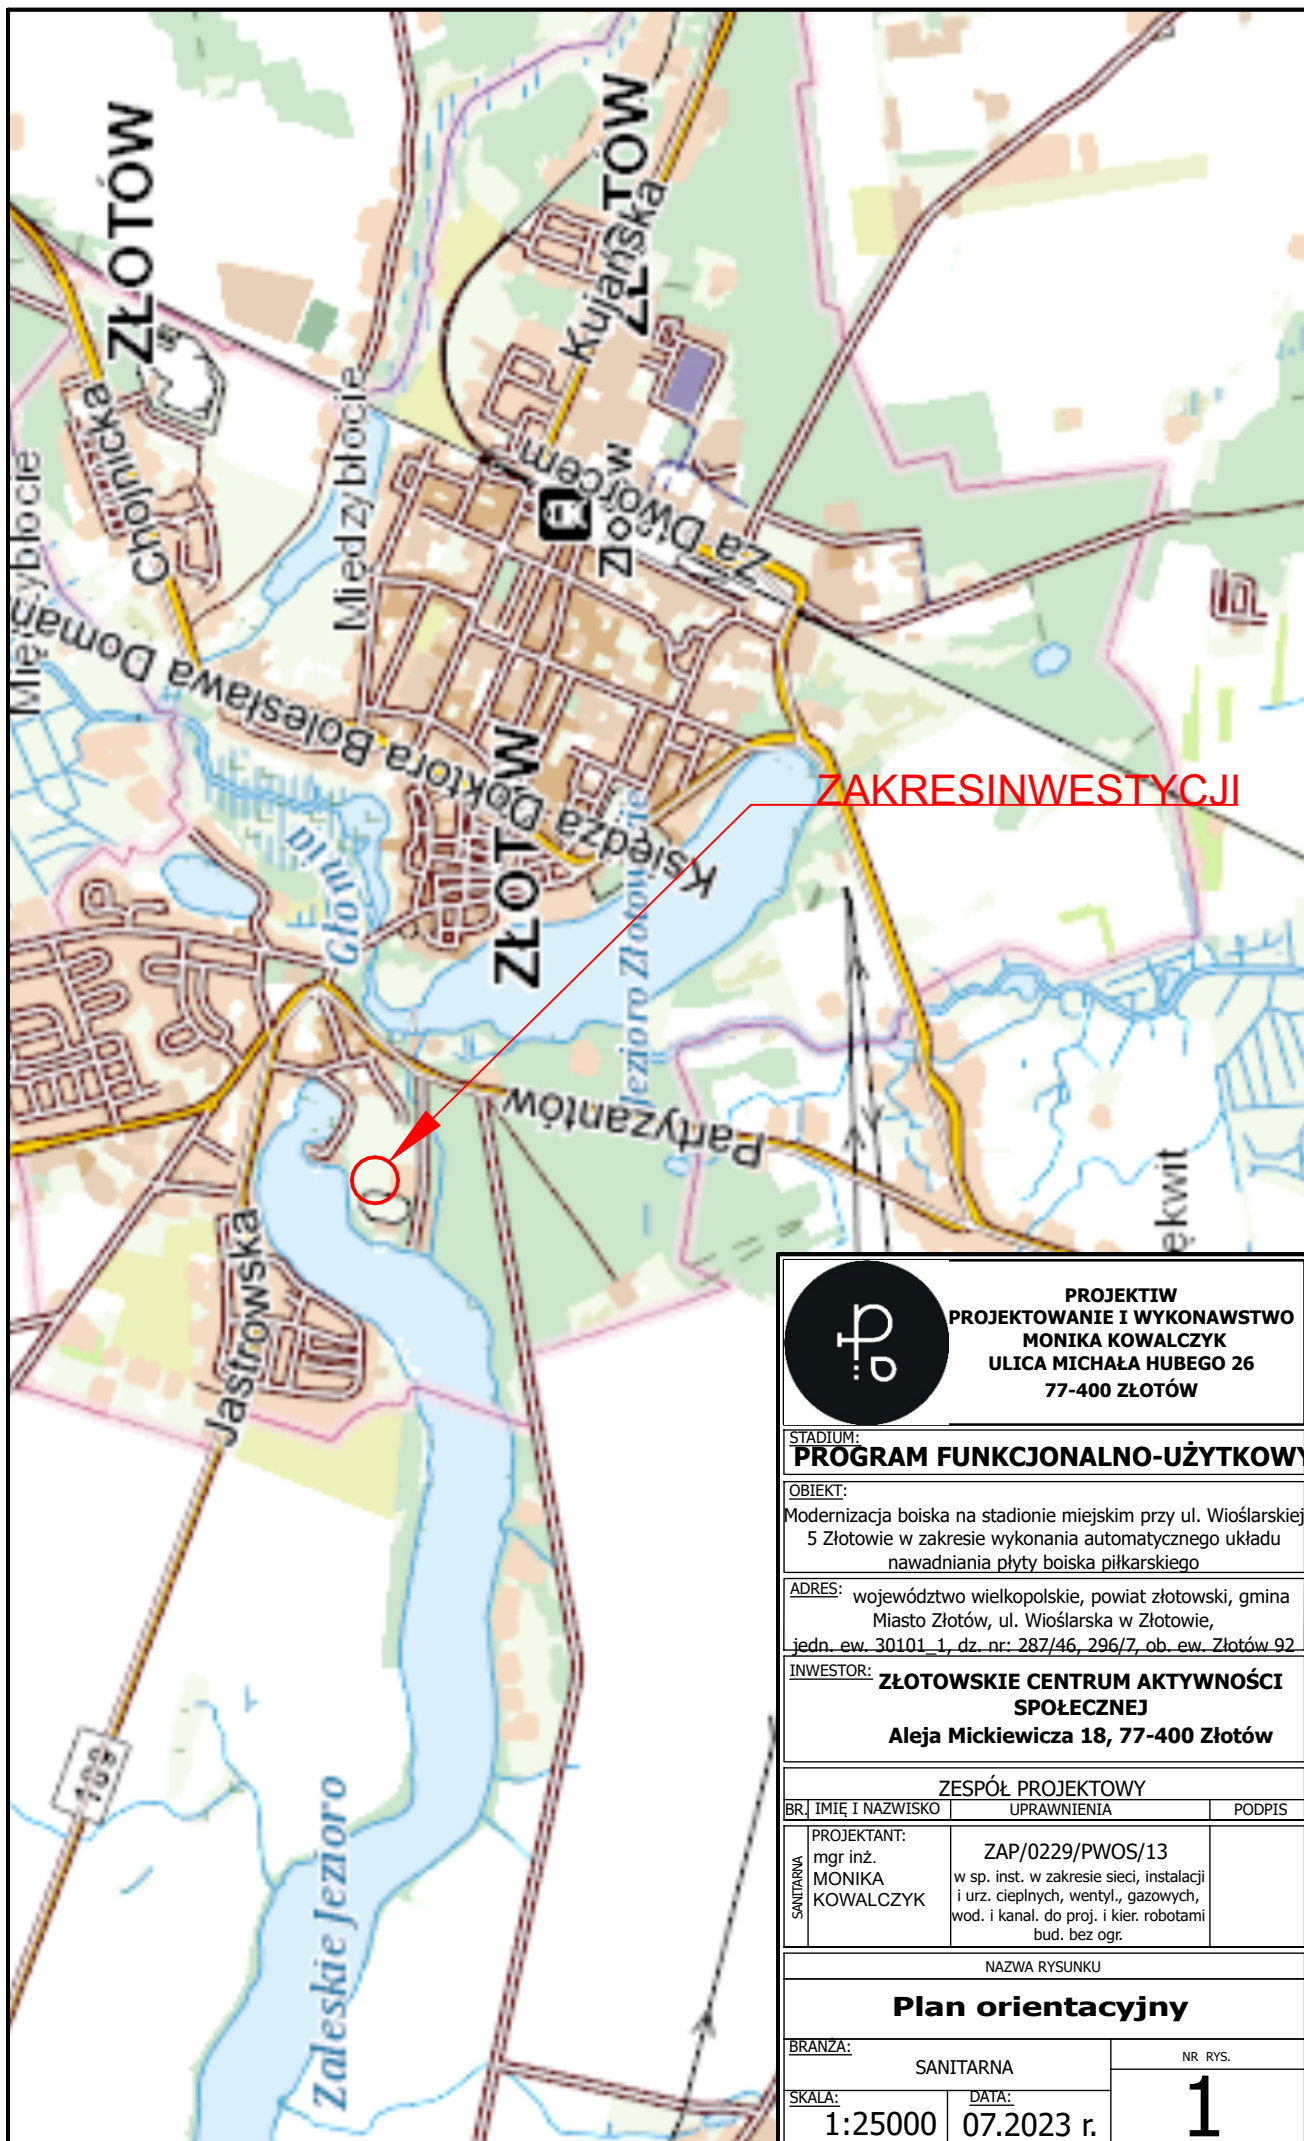 ZŁOTÓW
ZŁOTÓW
Kujańska
Chojnicka
Międzybłocie
Międzybłocie
Za Dworcem
Złotów
Księdza Doktora Bolesława Doman
ZŁOTÓW
Głomia
Jezioro Złotowskie
ZAKRESINWESTYCJI
Partyzantów
Jastrowska
ękwit
189
Zaleskie Jezioro
PROJEKTIW
PROJEKTOWANIE I WYKONAWSTWO
MONIKA KOWALCZYK
ULICA MICHAŁA HUBEGO 26
77-400 ZŁOTÓW
STADIUM:
PROGRAM FUNKCJONALNO-UŻYTKOWY
OBIEKT:
Modernizacja boiska na stadionie miejskim przy ul. Wioślarskiej
5 Złotowie w zakresie wykonania automatycznego układu
nawadniania płyty boiska piłkarskiego
ADRES: województwo wielkopolskie, powiat złotowski, gmina
Miasto Złotów, ul. Wioślarska w Złotowie,
jedn. ew. 30101_1, dz. nr: 287/46, 296/7, ob. ew. Złotów 92
INWESTOR: ZŁOTOWSKIE CENTRUM AKTYWNOŚCI
SPOŁECZNEJ
Aleja Mickiewicza 18, 77-400 Złotów
ZESPÓŁ PROJEKTOWY
BR. IMIĘ I NAZWISKO UPRAWNIENIA PODPIS
SANITARNA
PROJEKTANT:
mgr inż.
MONIKA
KOWALCZYK
ZAP/0229/PWOS/13
w sp. inst. w zakresie sieci, instalacji
i urz. cieplnych, wentyl., gazowych,
wod. i kanal. do proj. i kier. robotami
bud. bez ogr.
NAZWA RYSUNKU
Plan orientacyjny
BRANŻA:
SANITARNA
NR RYS.
1
SKALA:
1:25000
DATA:
07.2023 r.